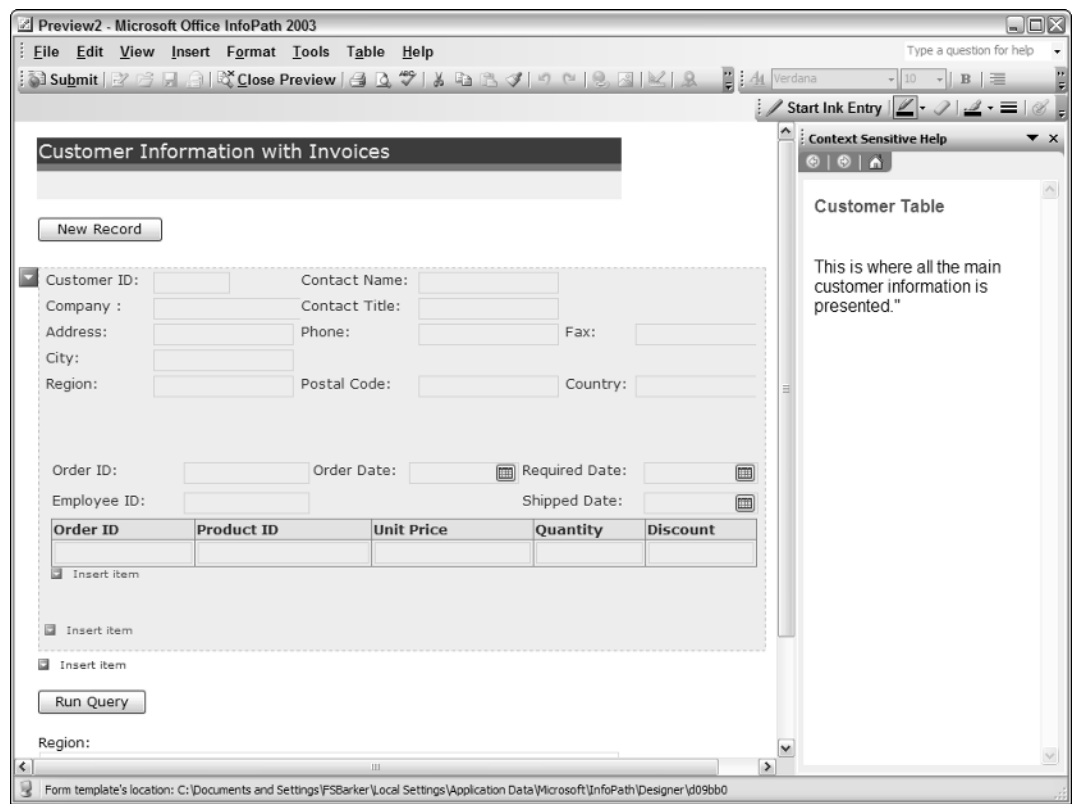 Preview2 - Microsoft Office InfoPath 2003
File Edit View Insert Format Tools Table Help Type a question for help
Submit Close Preview Verdana 10 B
Start Ink Entry
Customer Information with Invoices
New Record
Customer ID: Contact Name:
Company : Contact Title:
Address: Phone: Fax:
City:
Region: Postal Code: Country:
Order ID: Order Date: Required Date:
Employee ID: Shipped Date:
Order ID Product ID Unit Price Quantity Discount
Insert item
Insert item
Insert item
Run Query
Region:
Context Sensitive Help
Customer Table
This is where all the main
customer information is
presented."
Form template's location: C:\Documents and Settings\FSBarker\Local Settings\Application Data\Microsoft\InfoPath\Designer\d09bb0